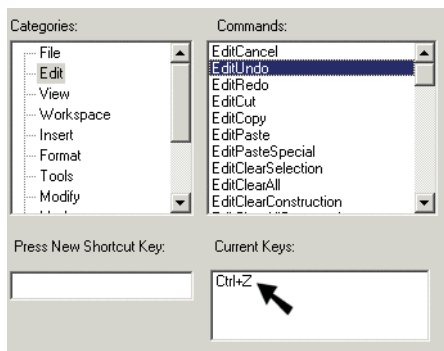 Categories:
File
Edit
View
Workspace
Insert
Format
Tools
Modify
Commands:
EditCancel
EditUndo
EditRedo
EditCut
EditCopy
EditPaste
EditPasteSpecial
EditClearSelection
EditClearAll
EditClearConstruction
Press New Shortcut Key:
Current Keys:
Ctrl+Z